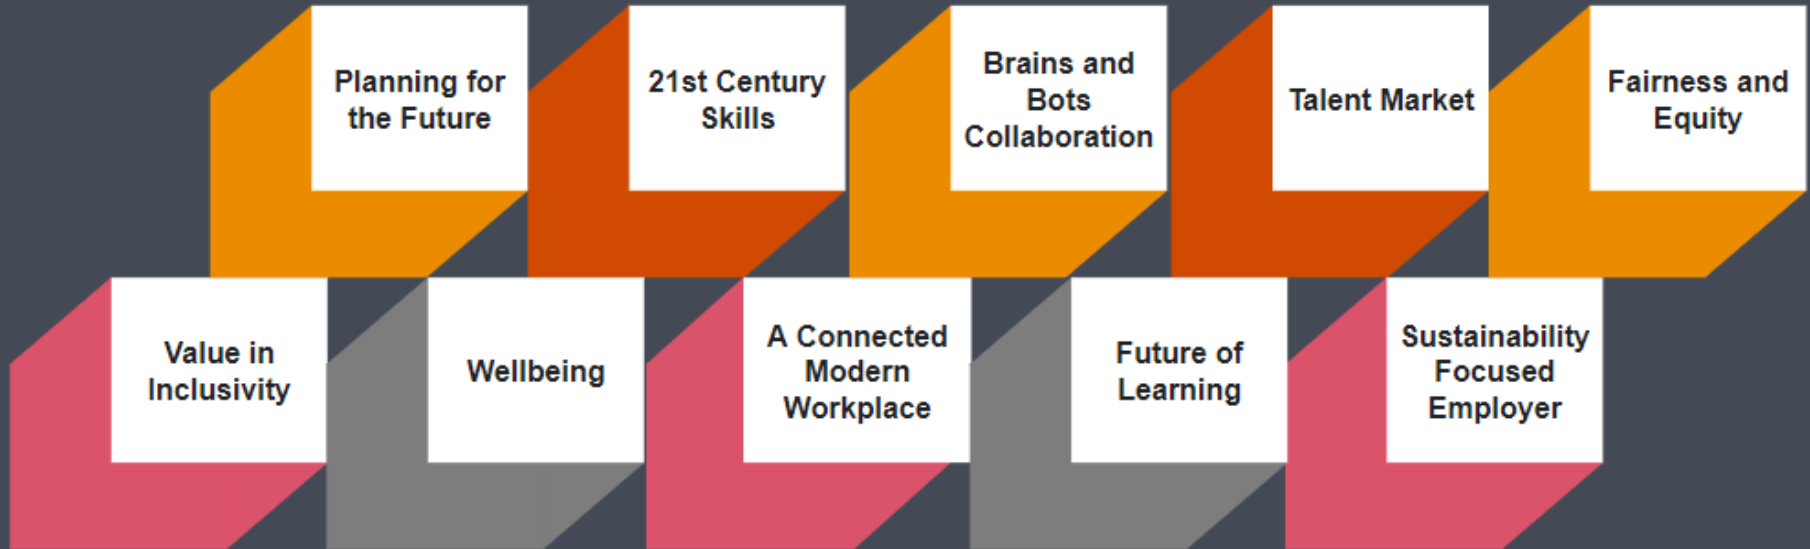 Planning for
the Future
21st Century
Skills
Brains and
Bots
Collaboration
Talent Market
Fairness and
Equity
Value in
Inclusivity
Wellbeing
A Connected
Modern
Workplace
Future of
Learning
Sustainability
Focused
Employer